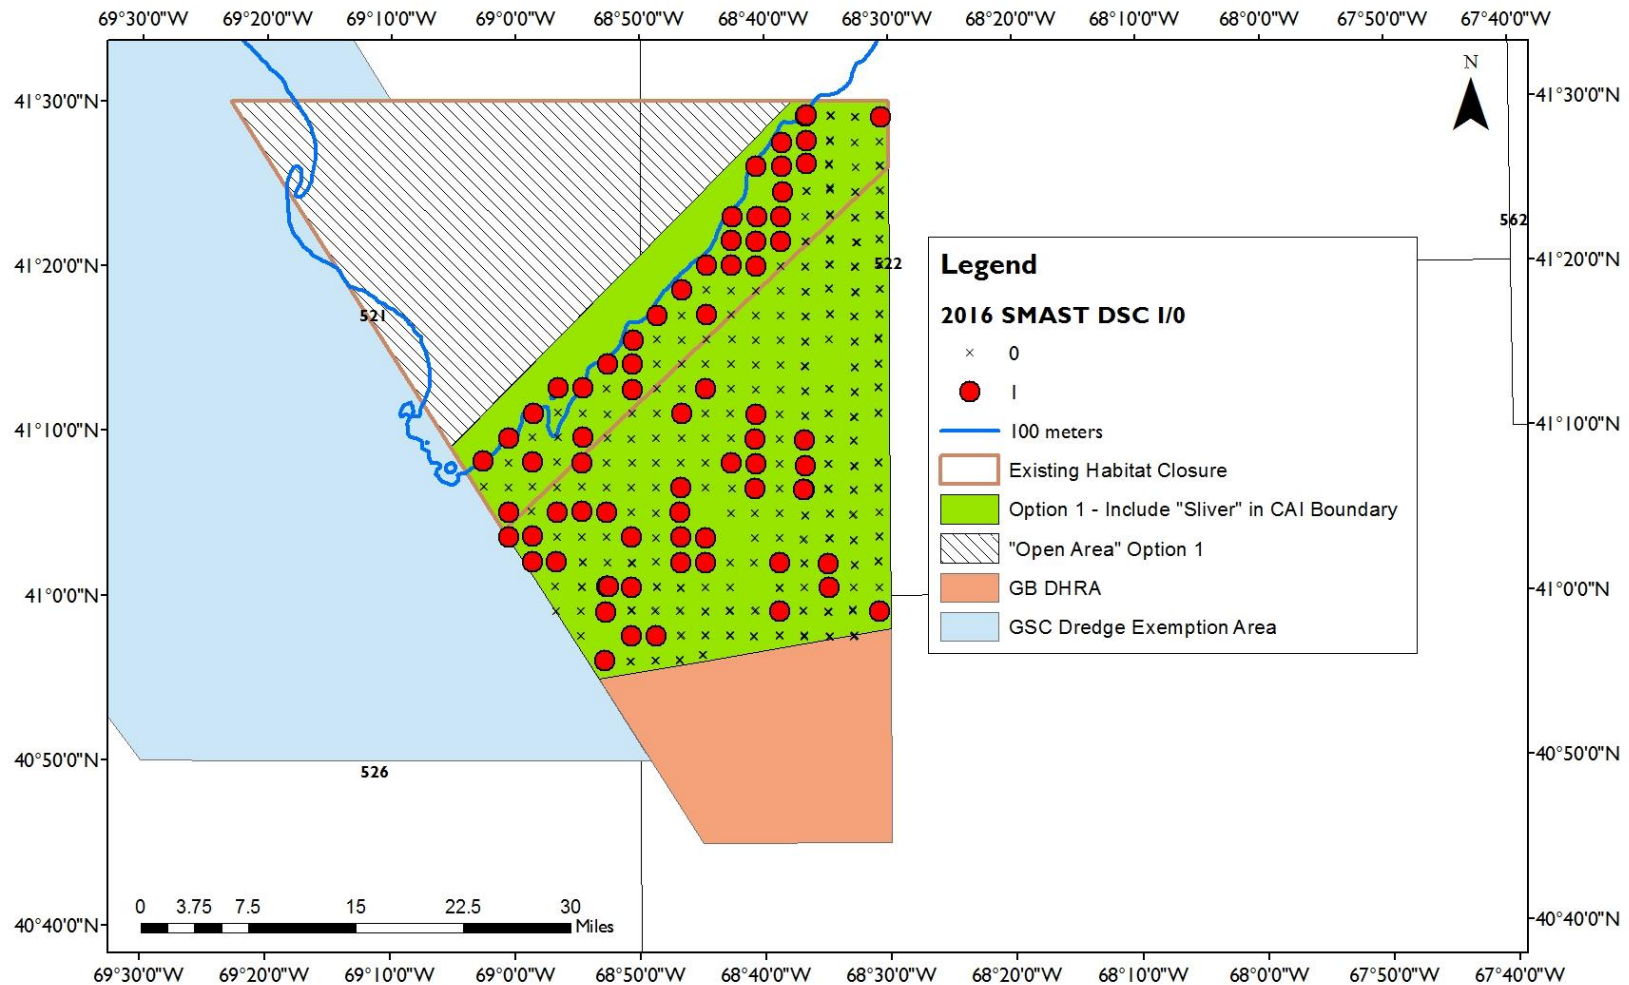 69°30'0"W 69°20'0"W 69°10'0"W 69°0'0"W 68°50'0"W 68°40'0"W 68°30'0"W 68°20'0"W 68°10'0"W 68°0'0"W 67°50'0"W 67°40'0"W
N
41°30'0"N 41°30'0"N
562
41°20'0"N 522 41°20'0"N
Legend
521
2016 SMAST DSC 1/0
0
1
41°10'0"N 100 meters 41°10'0"N
Existing Habitat Closure
Option 1 - Include "Sliver" in CAI Boundary
"Open Area" Option 1
41°0'0"N GB DHRA 41°0'0"N
GSC Dredge Exemption Area
40°50'0"N 40°50'0"N
526
0 3.75 7.5 15 22.5 30
Miles
40°40'0"N 40°40'0"N
69°30'0"W 69°20'0"W 69°10'0"W 69°0'0"W 68°50'0"W 68°40'0"W 68°30'0"W 68°20'0"W 68°10'0"W 68°0'0"W 67°50'0"W 67°40'0"W